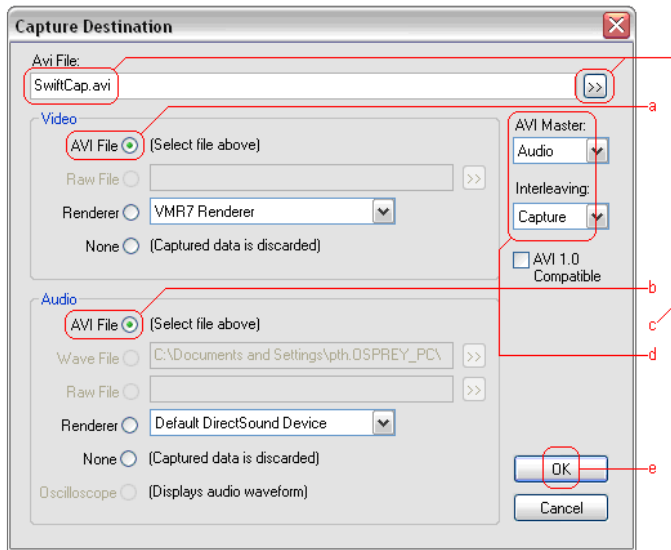 Capture Destination
Avi File:
SwiftCap.avi >>
Video
AVI File (Select file above)
Raw File >>
Renderer VMR7 Renderer
None (Captured data is discarded)
AVI Master:
Audio
Interleaving:
Capture
AVI 1.0
Compatible
Audio
AVI File (Select file above)
Wave File C:\Documents and Settings\pth.OSPREY_PC\ >>
Raw File >>
Renderer Default DirectSound Device
None (Captured data is discarded)
Oscilloscope (Displays audio waveform)
OK
Cancel
a
b
c
d
e